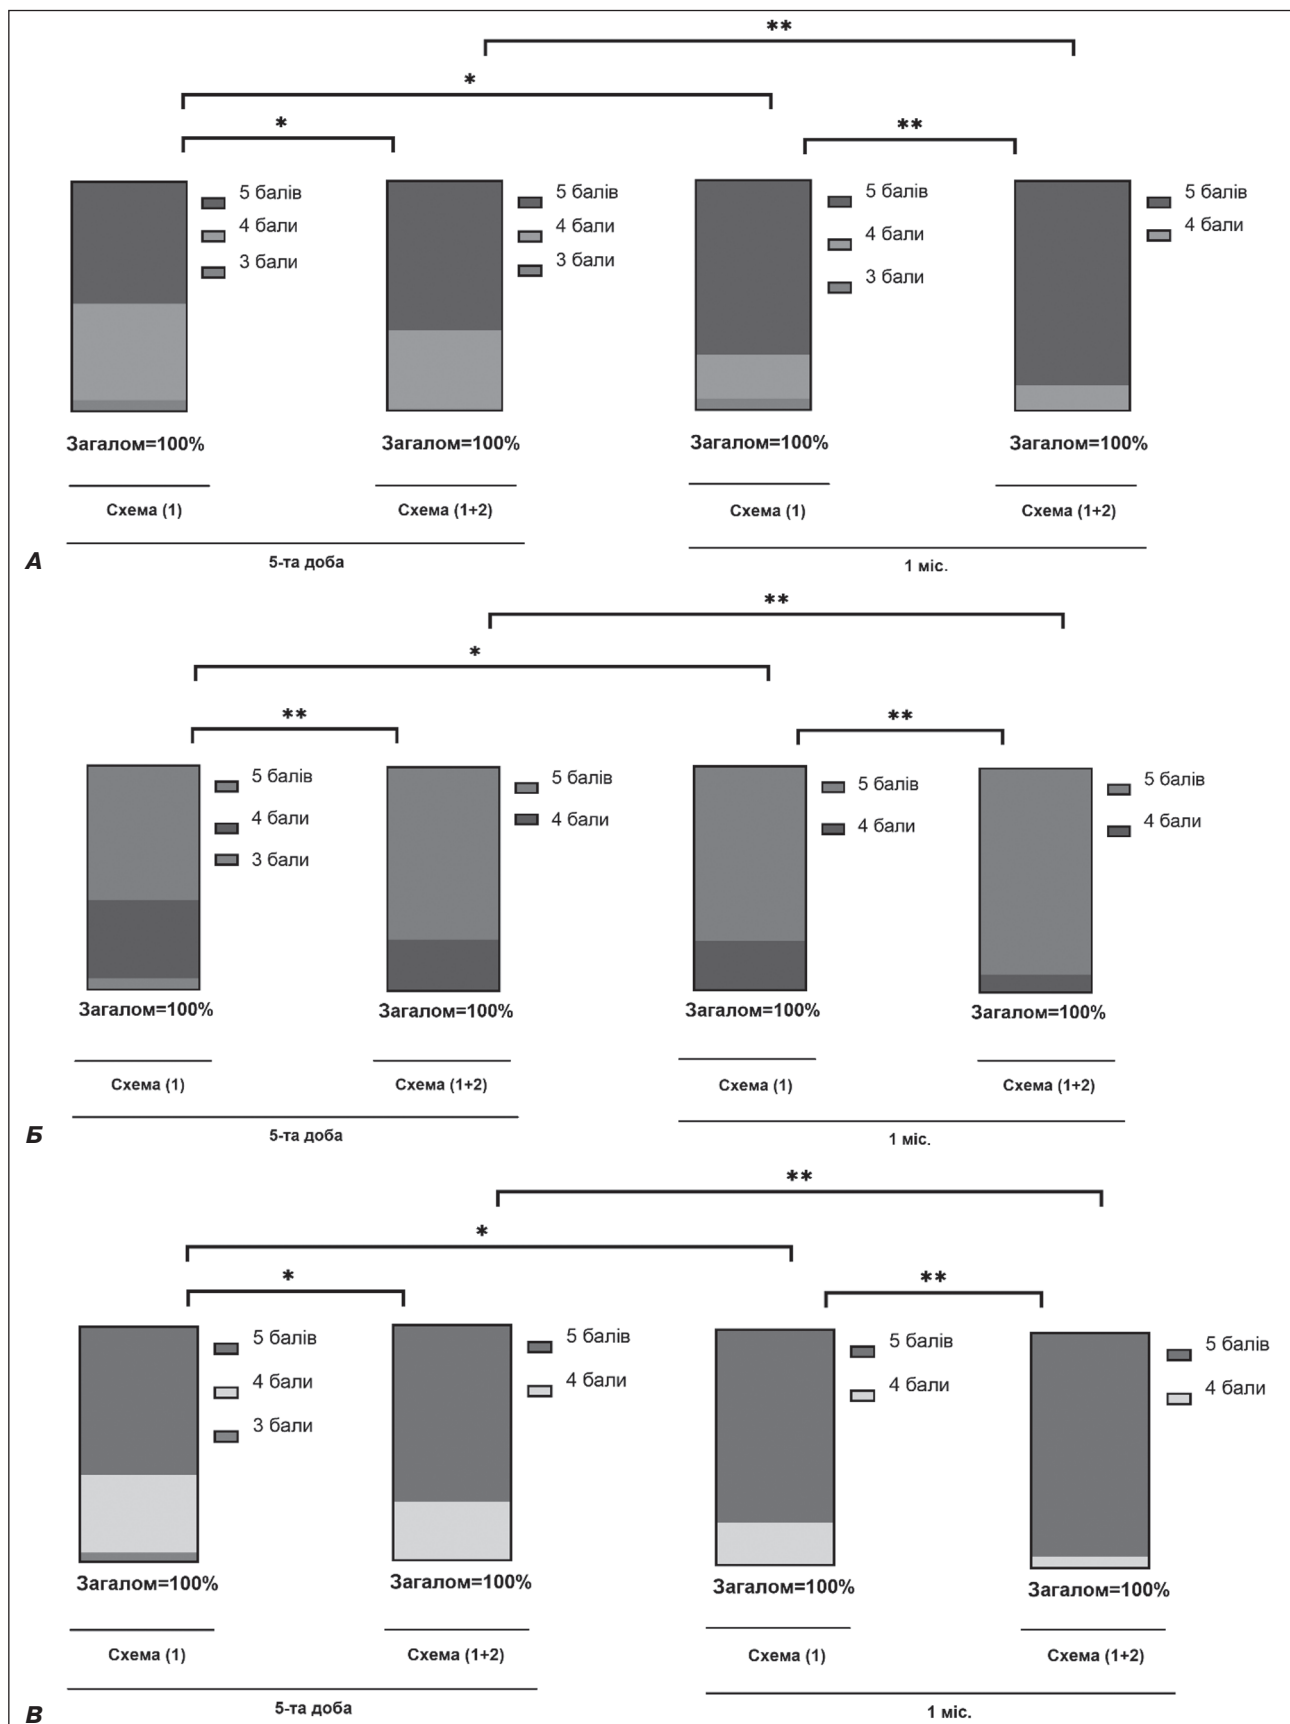 **
*
*
**
5 балів
4 бали
3 бали
5 балів
4 бали
3 бали
5 балів
4 бали
3 бали
5 балів
4 бали
Загалом=100%
Загалом=100%
Загалом=100%
Загалом=100%
Схема (1)
Схема (1+2)
Схема (1)
Схема (1+2)
5-та доба
1 міс.
А
**
*
**
**
5 балів
4 бали
3 бали
5 балів
4 бали
5 балів
4 бали
5 балів
4 бали
Загалом=100%
Загалом=100%
Загалом=100%
Загалом=100%
Схема (1)
Схема (1+2)
Схема (1)
Схема (1+2)
5-та доба
1 міс.
Б
**
*
*
**
5 балів
4 бали
3 бали
5 балів
4 бали
5 балів
4 бали
5 балів
4 бали
Загалом=100%
Загалом=100%
Загалом=100%
Загалом=100%
Схема (1)
Схема (1+2)
Схема (1)
Схема (1+2)
5-та доба
1 міс.
В